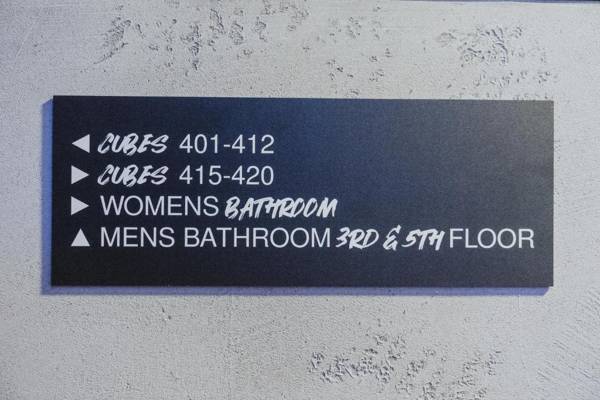 ◀ CUBES 401-412
▶ CUBES 415-420
▶ WOMENS BATHROOM
▲ MENS BATHROOM 3RD & 5TH FLOOR